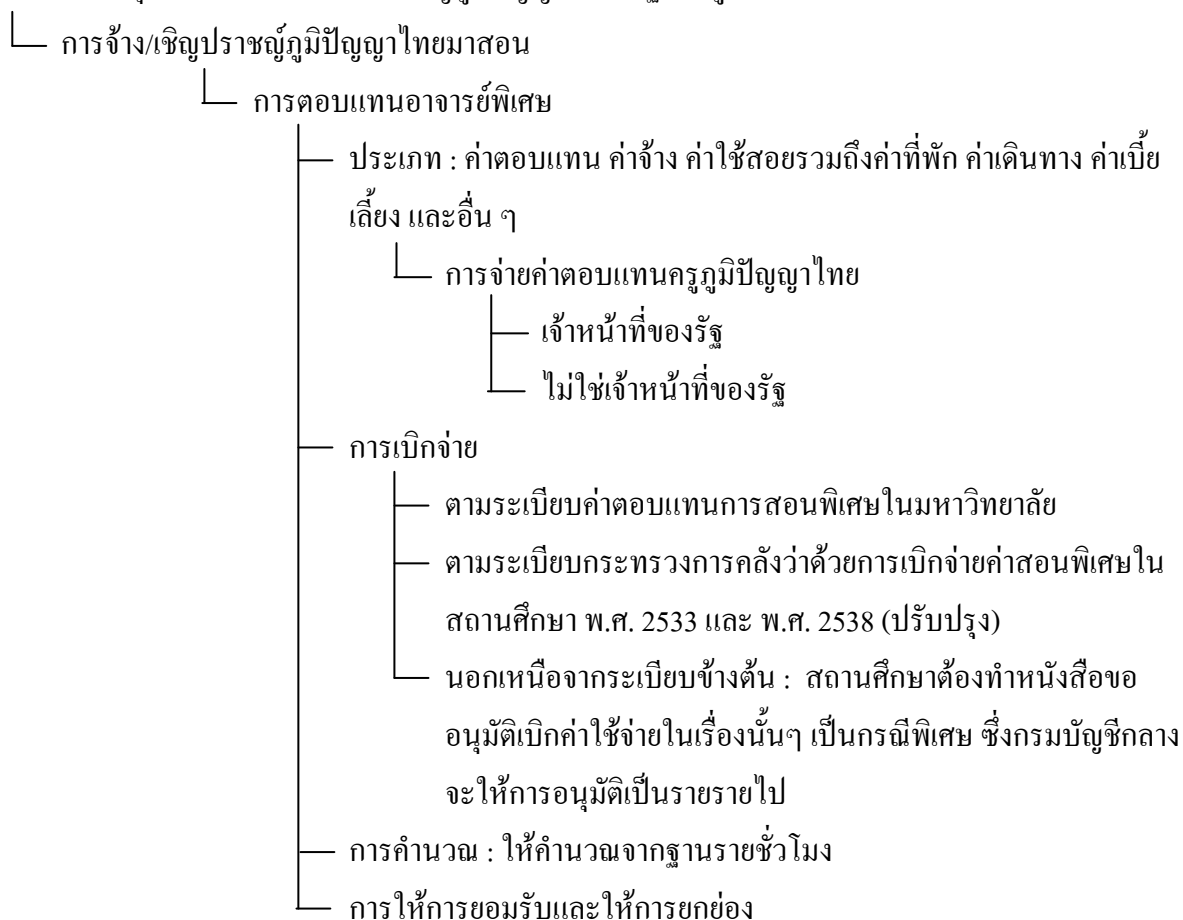 การจ้าง/เชิญปราชญ์ภูมิปัญญาไทยมาสอน
การตอบแทนอาจารย์พิเศษ
ประเภท : ค่าตอบแทน ค่าจ้าง ค่าใช้สอยรวมถึงค่าที่พัก ค่าเดินทาง ค่าเบี้ย
เลี้ยง และอื่น ๆ
การจ่ายค่าตอบแทนครูภูมิปัญญาไทย
เจ้าหน้าที่ของรัฐ
ไม่ใช่เจ้าหน้าที่ของรัฐ
การเบิกจ่าย
ตามระเบียบค่าตอบแทนการสอนพิเศษในมหาวิทยาลัย
ตามระเบียบกระทรวงการคลังว่าด้วยการเบิกจ่ายค่าสอนพิเศษใน
สถานศึกษา พ.ศ. 2533 และ พ.ศ. 2538 (ปรับปรุง)
นอกเหนือจากระเบียบข้างต้น : สถานศึกษาต้องทำหนังสือขอ
อนุมัติเบิกค่าใช้จ่ายในเรื่องนั้นๆ เป็นกรณีพิเศษ ซึ่งกรมบัญชีกลาง
จะให้การอนุมัติเป็นรายรายไป
การคำนวณ : ให้คำนวณจากฐานรายชั่วโมง
การให้การยอมรับและให้การยกย่อง